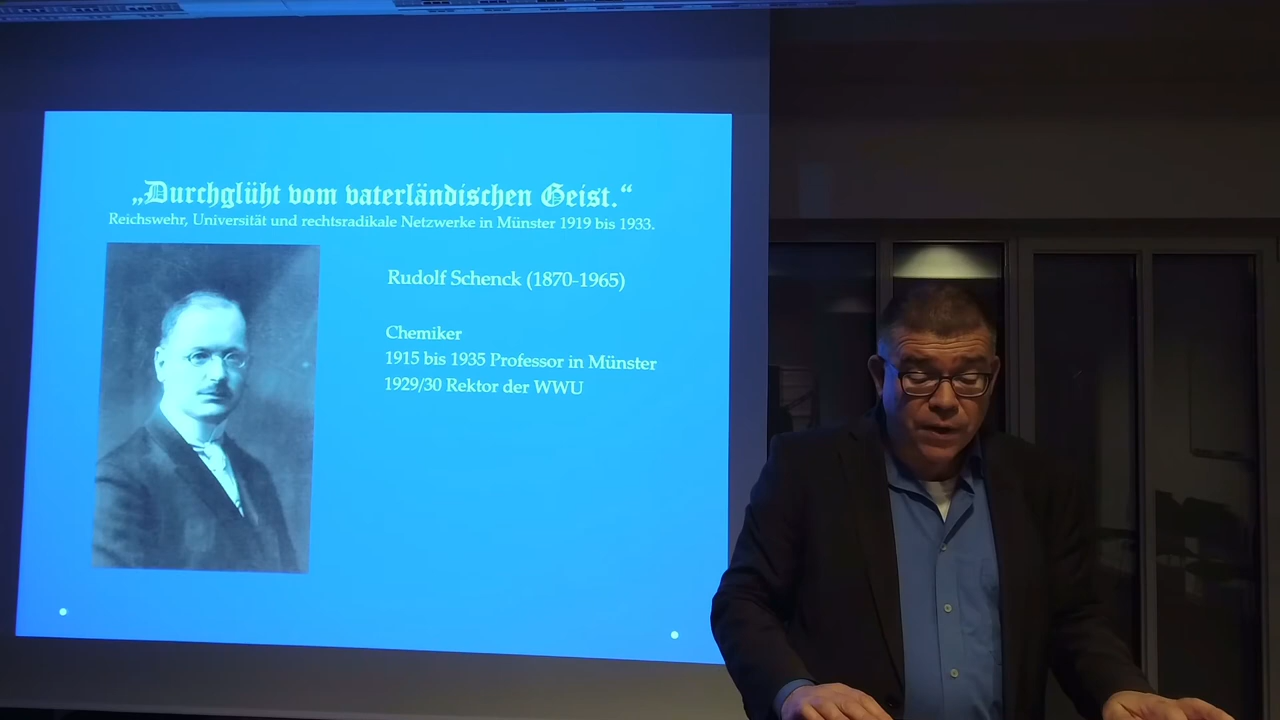 „Durchglüht vom vaterländischen Geist.“
Reichswehr, Universität und rechtsradikale Netzwerke in Münster 1919 bis 1933.
Rudolf Schenck (1870-1965)
Chemiker
1915 bis 1935 Professor in Münster
1929/30 Rektor der WWU